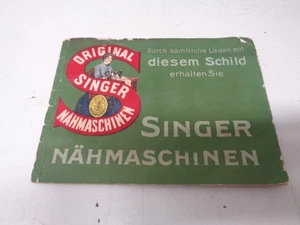 ORIGINAL
SINGER
NÄHMASCHINEN
Durch sämtliche Läden mit
diesem Schild
erhalten Sie
SINGER
NÄHMASCHINEN